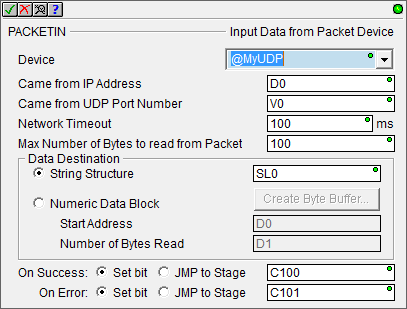 PACKETIN Input Data from Packet Device
Device @MyUDP
Came from IP Address D0
Came from UDP Port Number V0
Network Timeout 100 ms
Max Number of Bytes to read from Packet 100
Data Destination
String Structure SL0
Numeric Data Block Create Byte Buffer...
Start Address D0
Number of Bytes Read D1
On Success: Set bit JMP to Stage C100
On Error: Set bit JMP to Stage C101